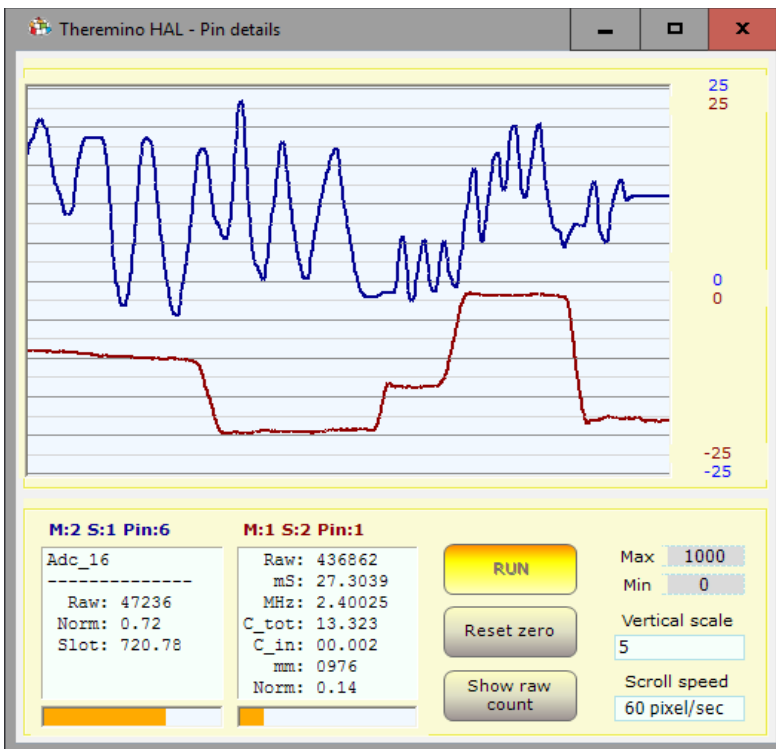 Theremino HAL - Pin details
25
25
0
0
-25
-25
M:2 S:1 Pin:6
Adc_16
--------------
Raw: 47236
Norm: 0.72
Slot: 720.78
M:1 S:2 Pin:1
Raw: 436862
mS: 27.3039
MHz: 2.40025
C_tot: 13.323
C_in: 00.002
mm: 0976
Norm: 0.14
RUN
Reset zero
Show raw
count
Max 1000
Min 0
Vertical scale
5
Scroll speed
60 pixel/sec